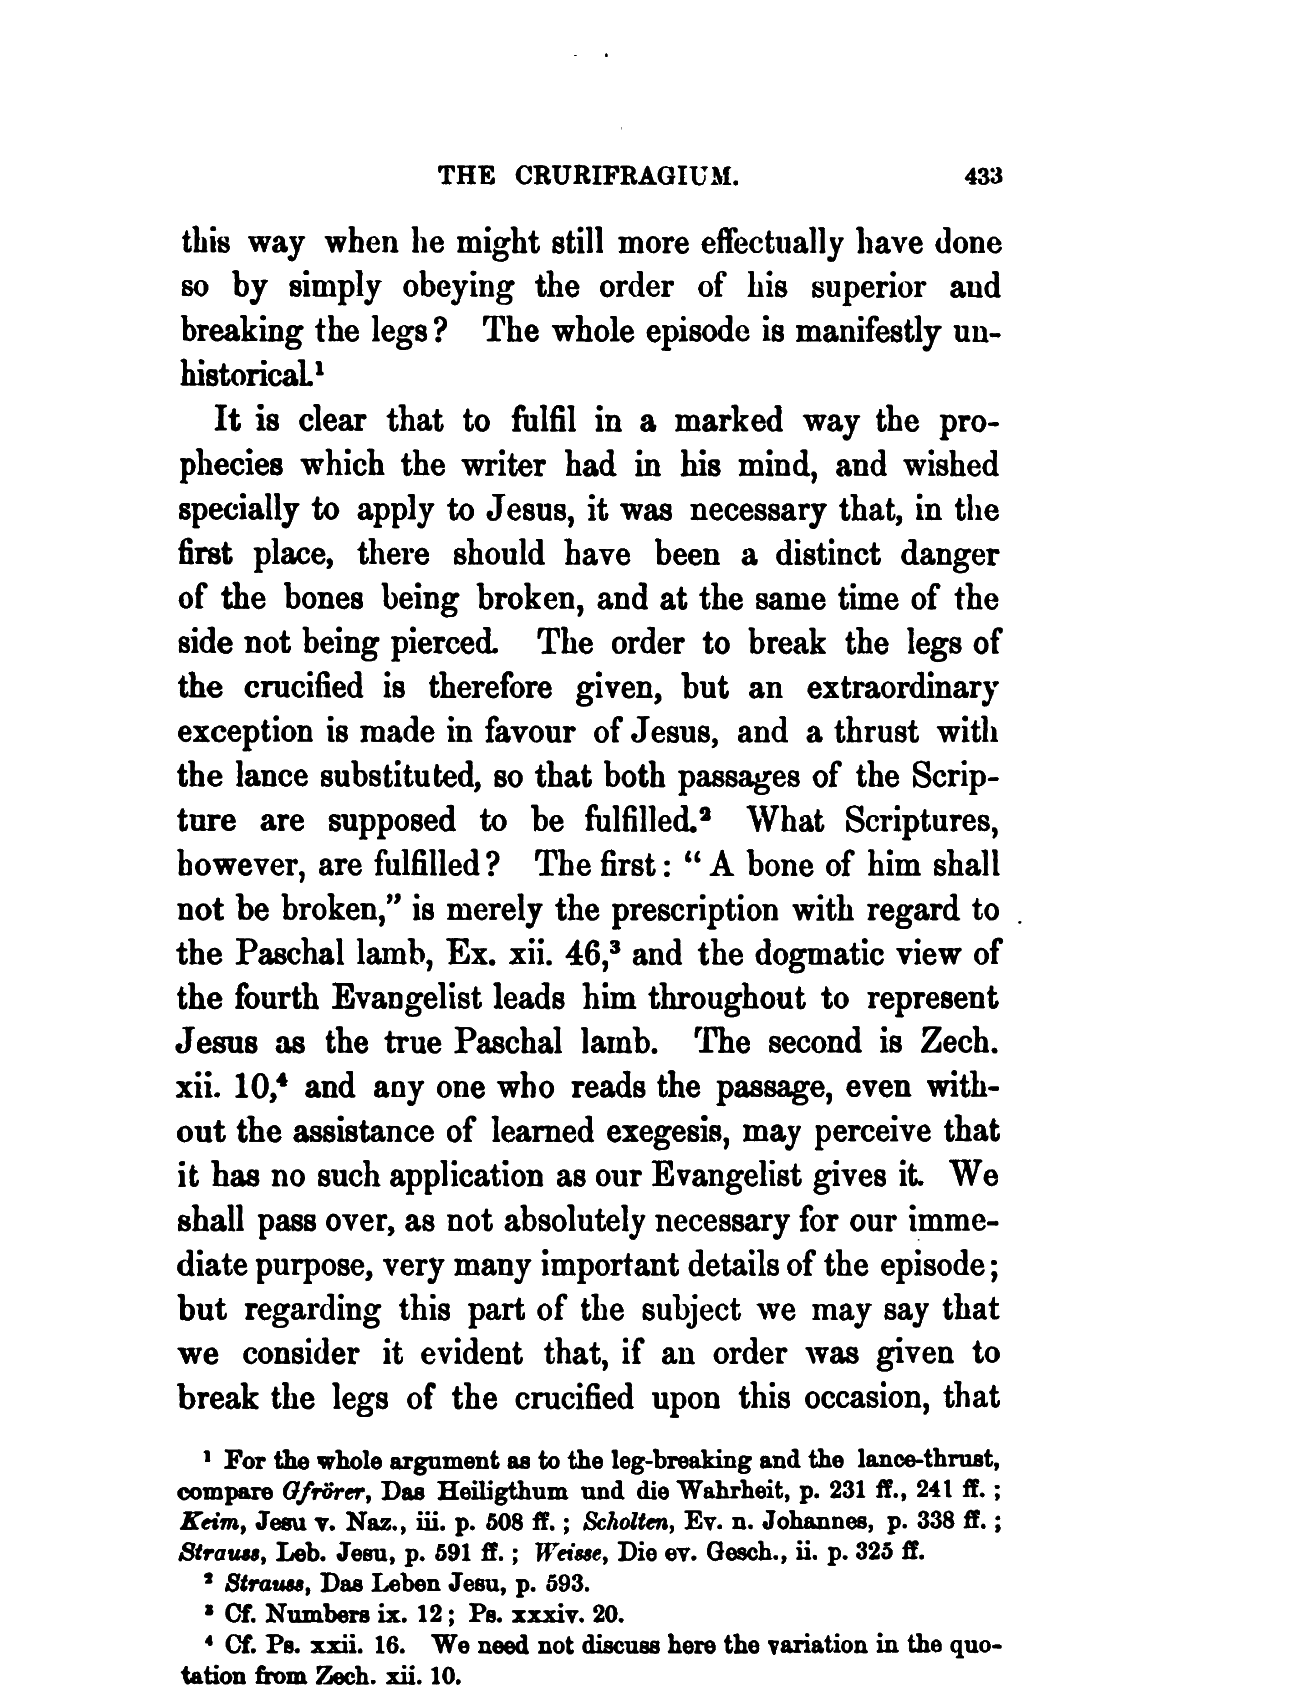 THE CRURIFRAGIUM. 433
this way when he might still more effectually have done
so by simply obeying the order of his superior and
breaking the legs? The whole episode is manifestly un-
historical.¹
It is clear that to fulfil in a marked way the pro-
phecies which the writer had in his mind, and wished
specially to apply to Jesus, it was necessary that, in the
first place, there should have been a distinct danger
of the bones being broken, and at the same time of the
side not being pierced. The order to break the legs of
the crucified is therefore given, but an extraordinary
exception is made in favour of Jesus, and a thrust with
the lance substituted, so that both passages of the Scrip-
ture are supposed to be fulfilled.² What Scriptures,
however, are fulfilled? The first: “A bone of him shall
not be broken,” is merely the prescription with regard to
the Paschal lamb, Ex. xii. 46,³ and the dogmatic view of
the fourth Evangelist leads him throughout to represent
Jesus as the true Paschal lamb. The second is Zech.
xii. 10,⁴ and any one who reads the passage, even with-
out the assistance of learned exegesis, may perceive that
it has no such application as our Evangelist gives it. We
shall pass over, as not absolutely necessary for our imme-
diate purpose, very many important details of the episode;
but regarding this part of the subject we may say that
we consider it evident that, if an order was given to
break the legs of the crucified upon this occasion, that
¹ For the whole argument as to the leg-breaking and the lance-thrust,
compare Gfrörer, Das Heiligthum und die Wahrheit, p. 231 ff., 241 ff.;
Keim, Jesu v. Naz., iii. p. 508 ff.; Scholten, Ev. n. Johannes, p. 338 ff.;
Strauss, Leb. Jesu, p. 591 ff.; Weisse, Die ev. Gesch., ii. p. 325 ff.
² Strauss, Das Leben Jesu, p. 593.
³ Cf. Numbers ix. 12; Ps. xxxiv. 20.
⁴ Cf. Ps. xxii. 16. We need not discuss here the variation in the quo-
tation from Zech. xii. 10.